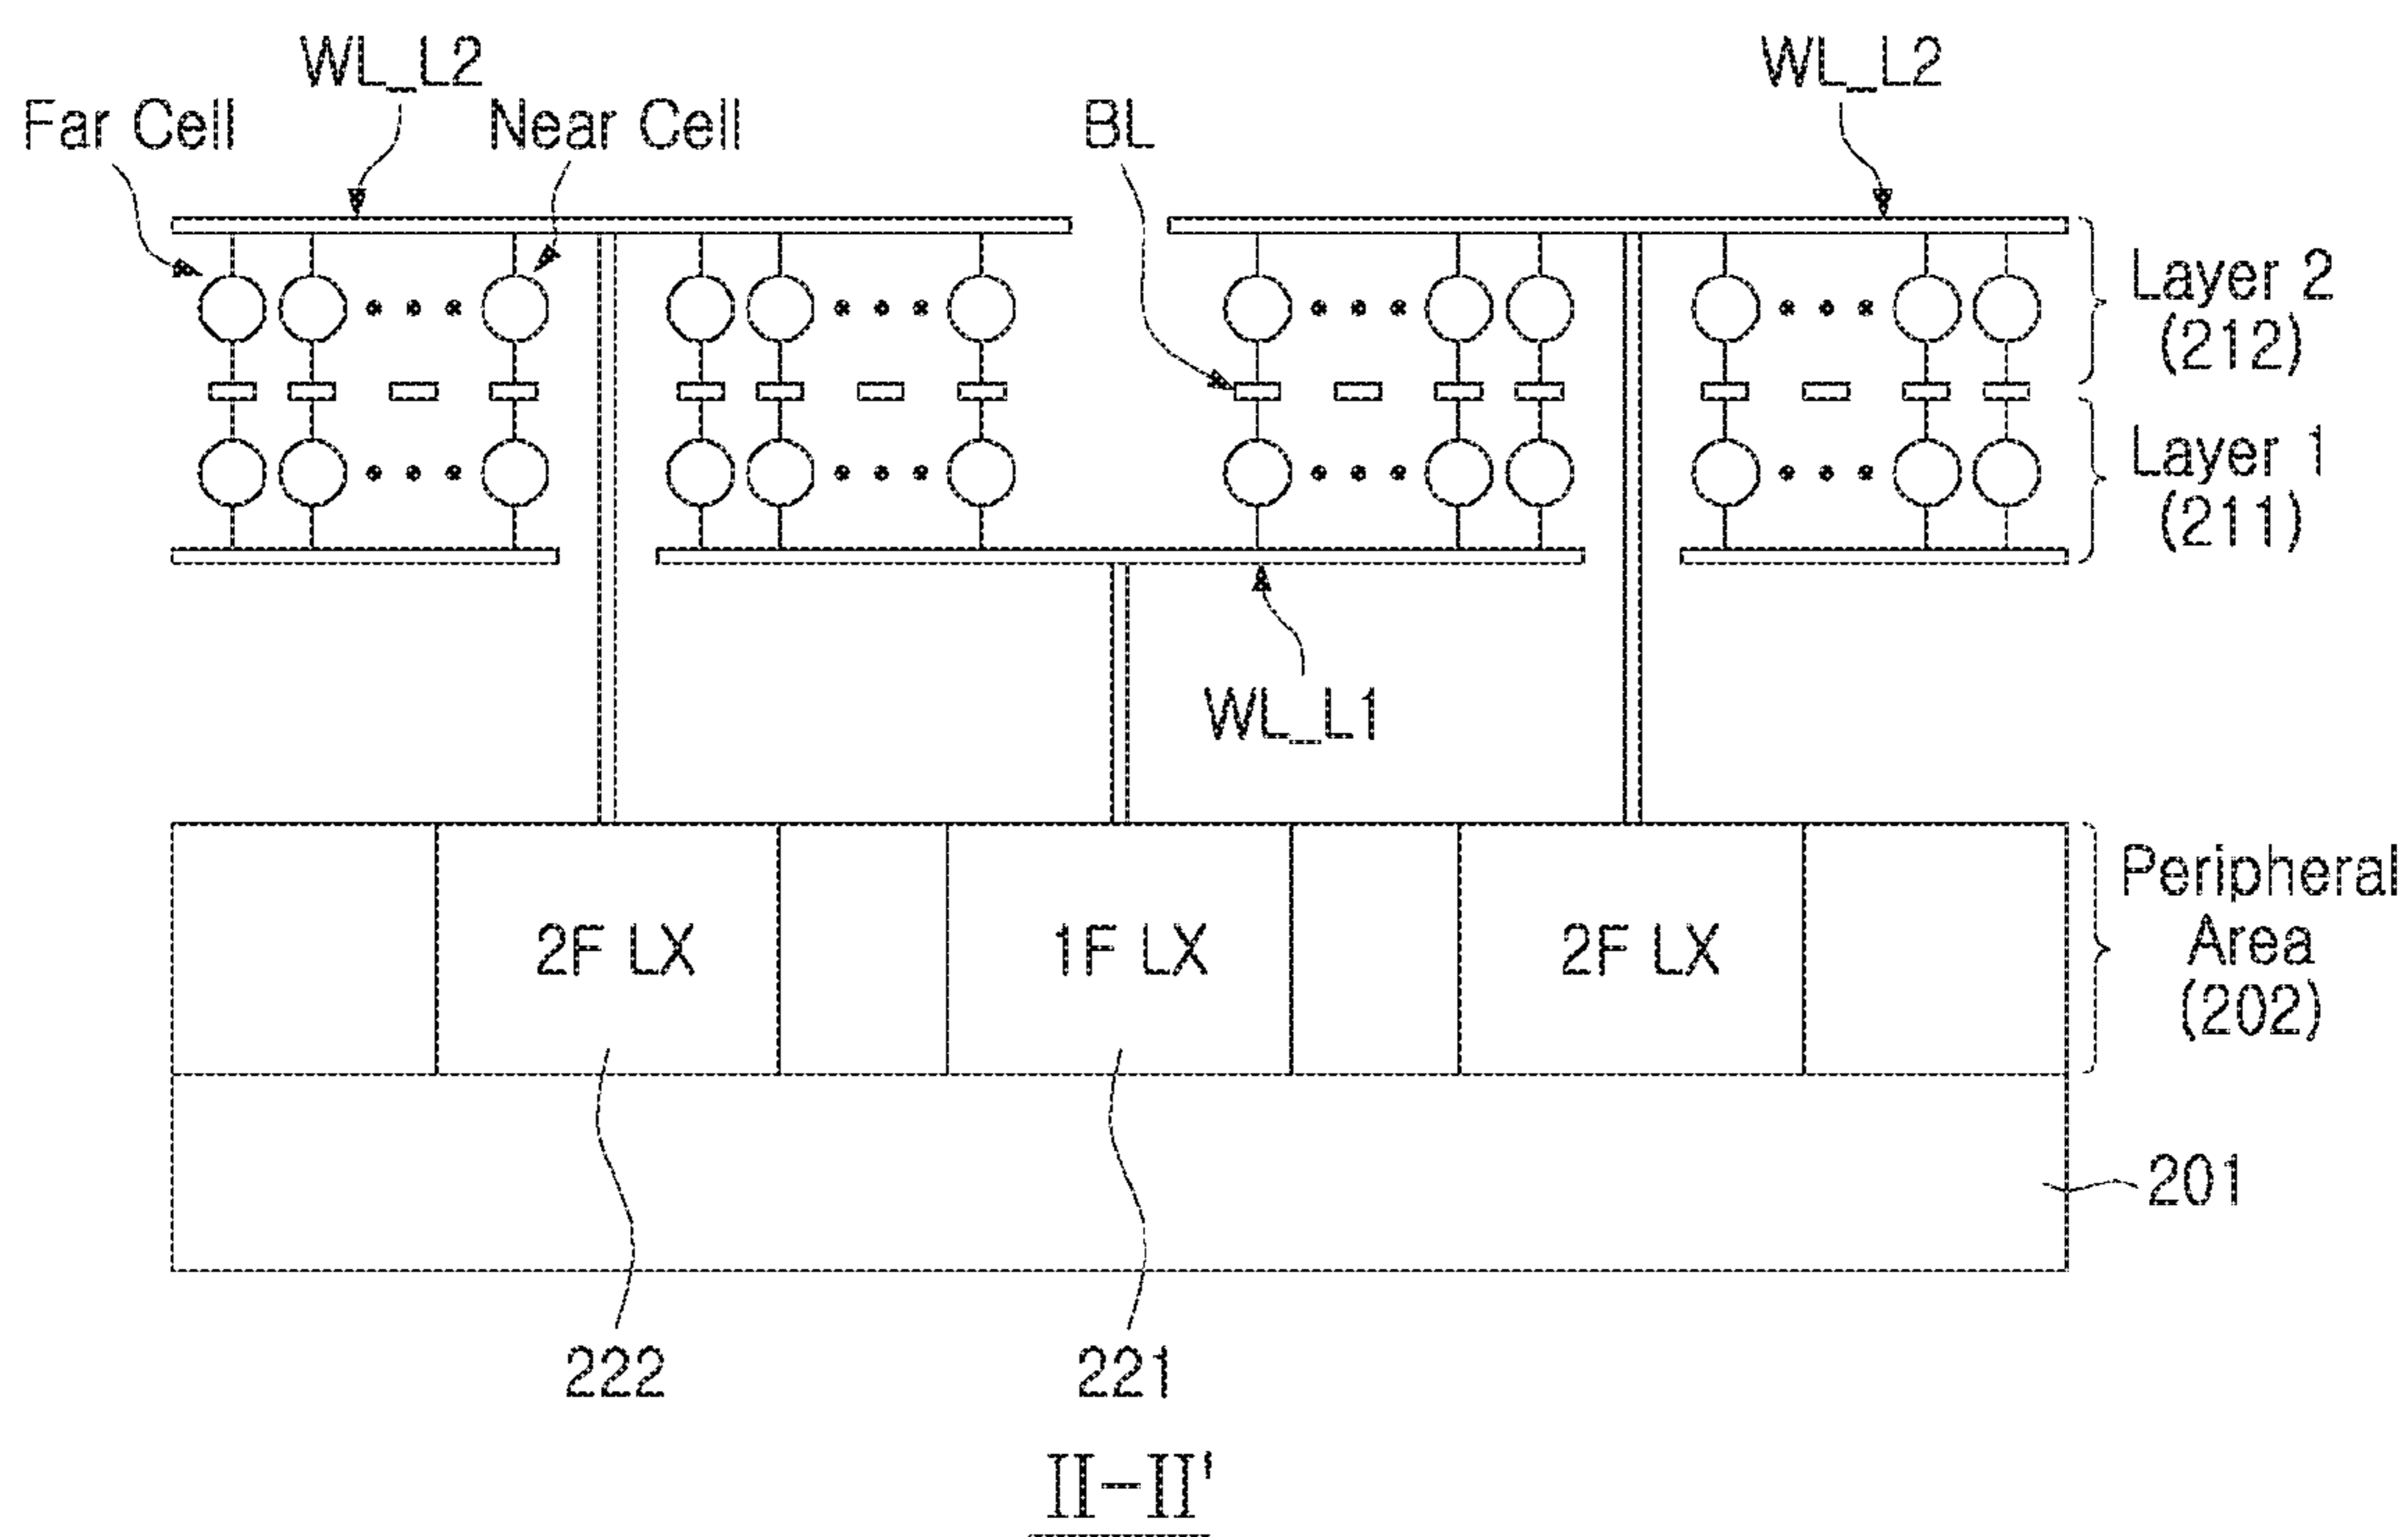 WL_L2
WL_L2
Far Cell
Near Cell
BL
Layer 2
(212)
Layer 1
(211)
WL_L1
2F LX
1F LX
2F LX
Peripheral
Area
(202)
201
222
221
II-II'